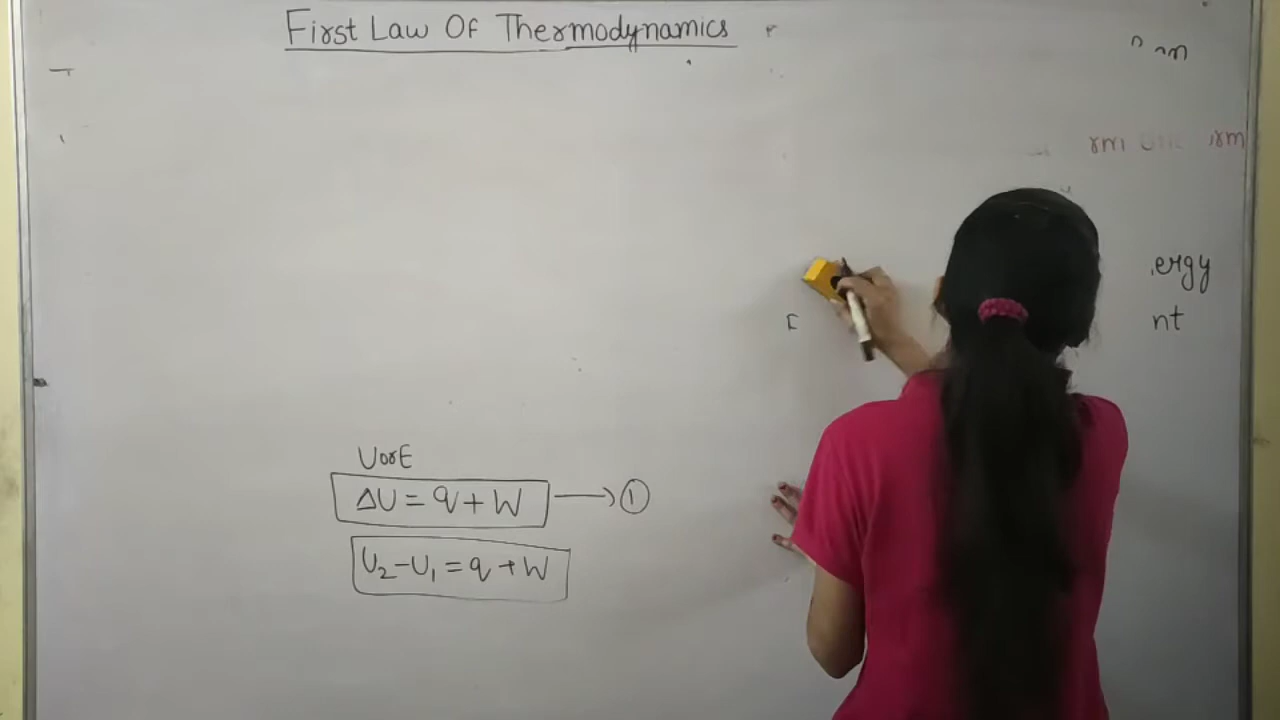 First Law Of Thermodynamics
ergy
nt
U or E
ΔU = q + W → ①
U₂ - U₁ = q + W